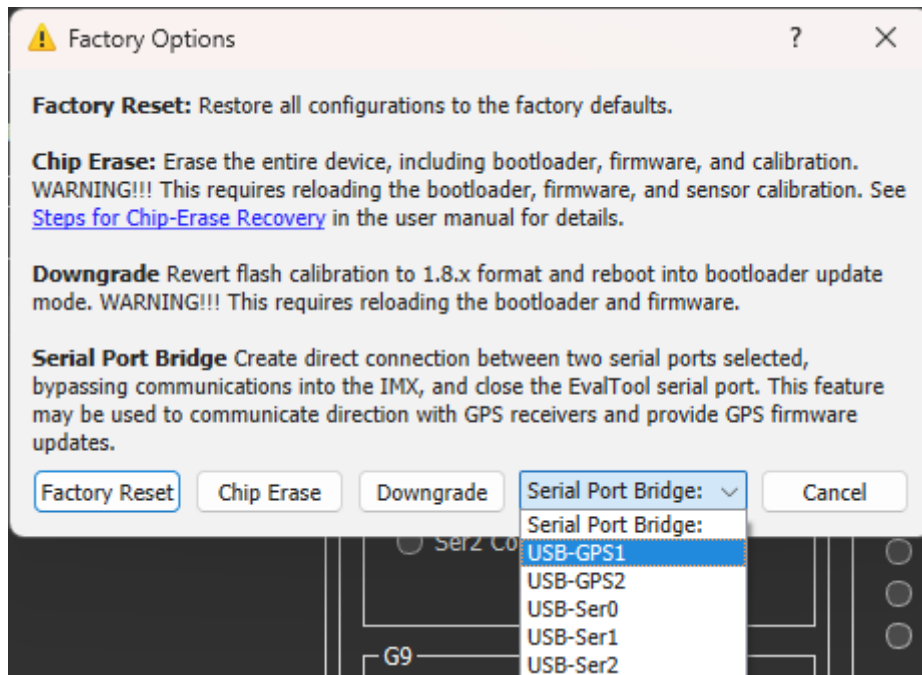 Factory Options
?
Factory Reset: Restore all configurations to the factory defaults.
Chip Erase: Erase the entire device, including bootloader, firmware, and calibration.
WARNING!!! This requires reloading the bootloader, firmware, and sensor calibration. See
Steps for Chip-Erase Recovery in the user manual for details.
Downgrade Revert flash calibration to 1.8.x format and reboot into bootloader update
mode. WARNING!!! This requires reloading the bootloader and firmware.
Serial Port Bridge Create direct connection between two serial ports selected,
bypassing communications into the IMX, and close the EvalTool serial port. This feature
may be used to communicate direction with GPS receivers and provide GPS firmware
updates.
Factory Reset Chip Erase Downgrade Serial Port Bridge: Cancel
Serial Port Bridge:
Ser2 Co
USB-GPS1
USB-GPS2
USB-Ser0
USB-Ser1
G9
USB-Ser2